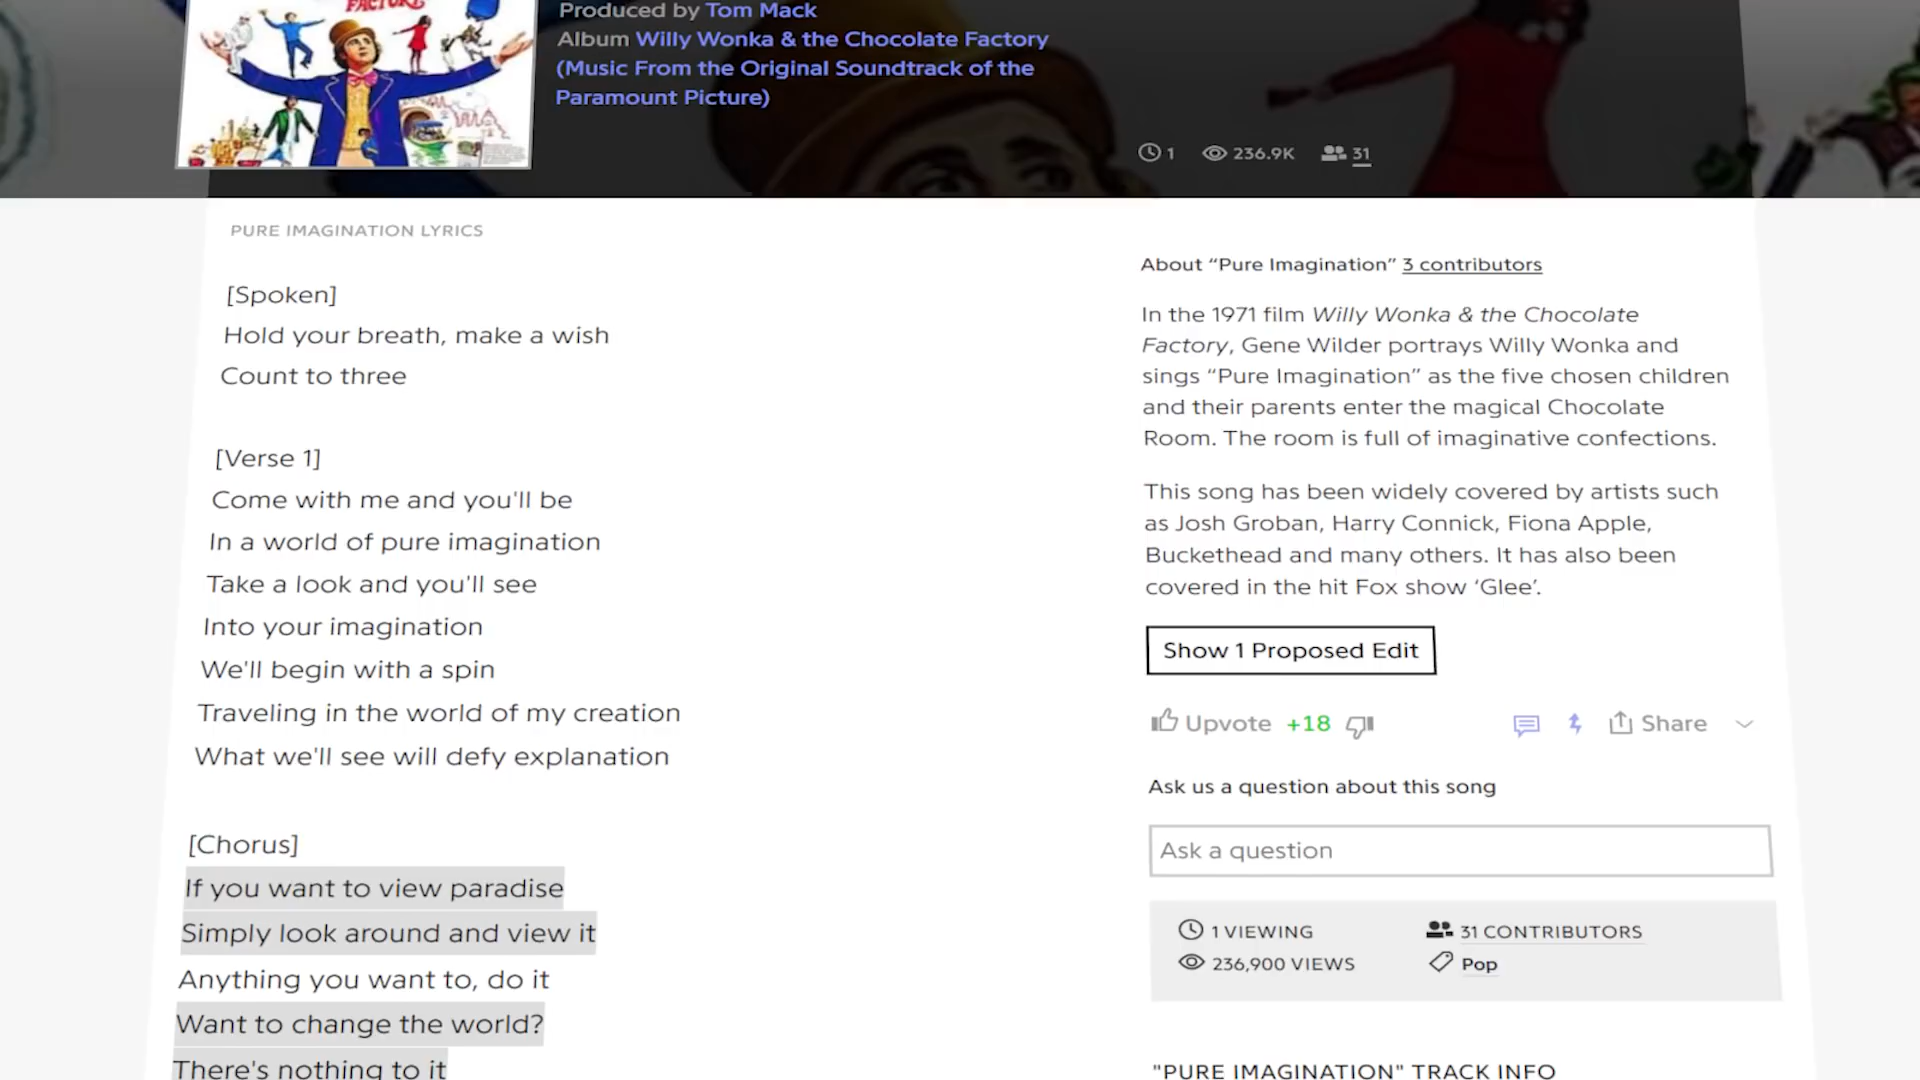 FACTORY
Produced by Tom Mack
Album Willy Wonka & the Chocolate Factory
(Music From the Original Soundtrack of the
Paramount Picture)
1 236.9K 31
PURE IMAGINATION LYRICS
[Spoken]
Hold your breath, make a wish
Count to three
[Verse 1]
Come with me and you'll be
In a world of pure imagination
Take a look and you'll see
Into your imagination
We'll begin with a spin
Traveling in the world of my creation
What we'll see will defy explanation
[Chorus]
If you want to view paradise
Simply look around and view it
Anything you want to, do it
Want to change the world?
There's nothing to it
About “Pure Imagination” 3 contributors
In the 1971 film Willy Wonka & the Chocolate
Factory, Gene Wilder portrays Willy Wonka and
sings “Pure Imagination” as the five chosen children
and their parents enter the magical Chocolate
Room. The room is full of imaginative confections.
This song has been widely covered by artists such
as Josh Groban, Harry Connick, Fiona Apple,
Buckethead and many others. It has also been
covered in the hit Fox show ‘Glee’.
Show 1 Proposed Edit
Upvote +18 Share
Ask us a question about this song
Ask a question
1 VIEWING 31 CONTRIBUTORS
236,900 VIEWS Pop
"PURE IMAGINATION" TRACK INFO